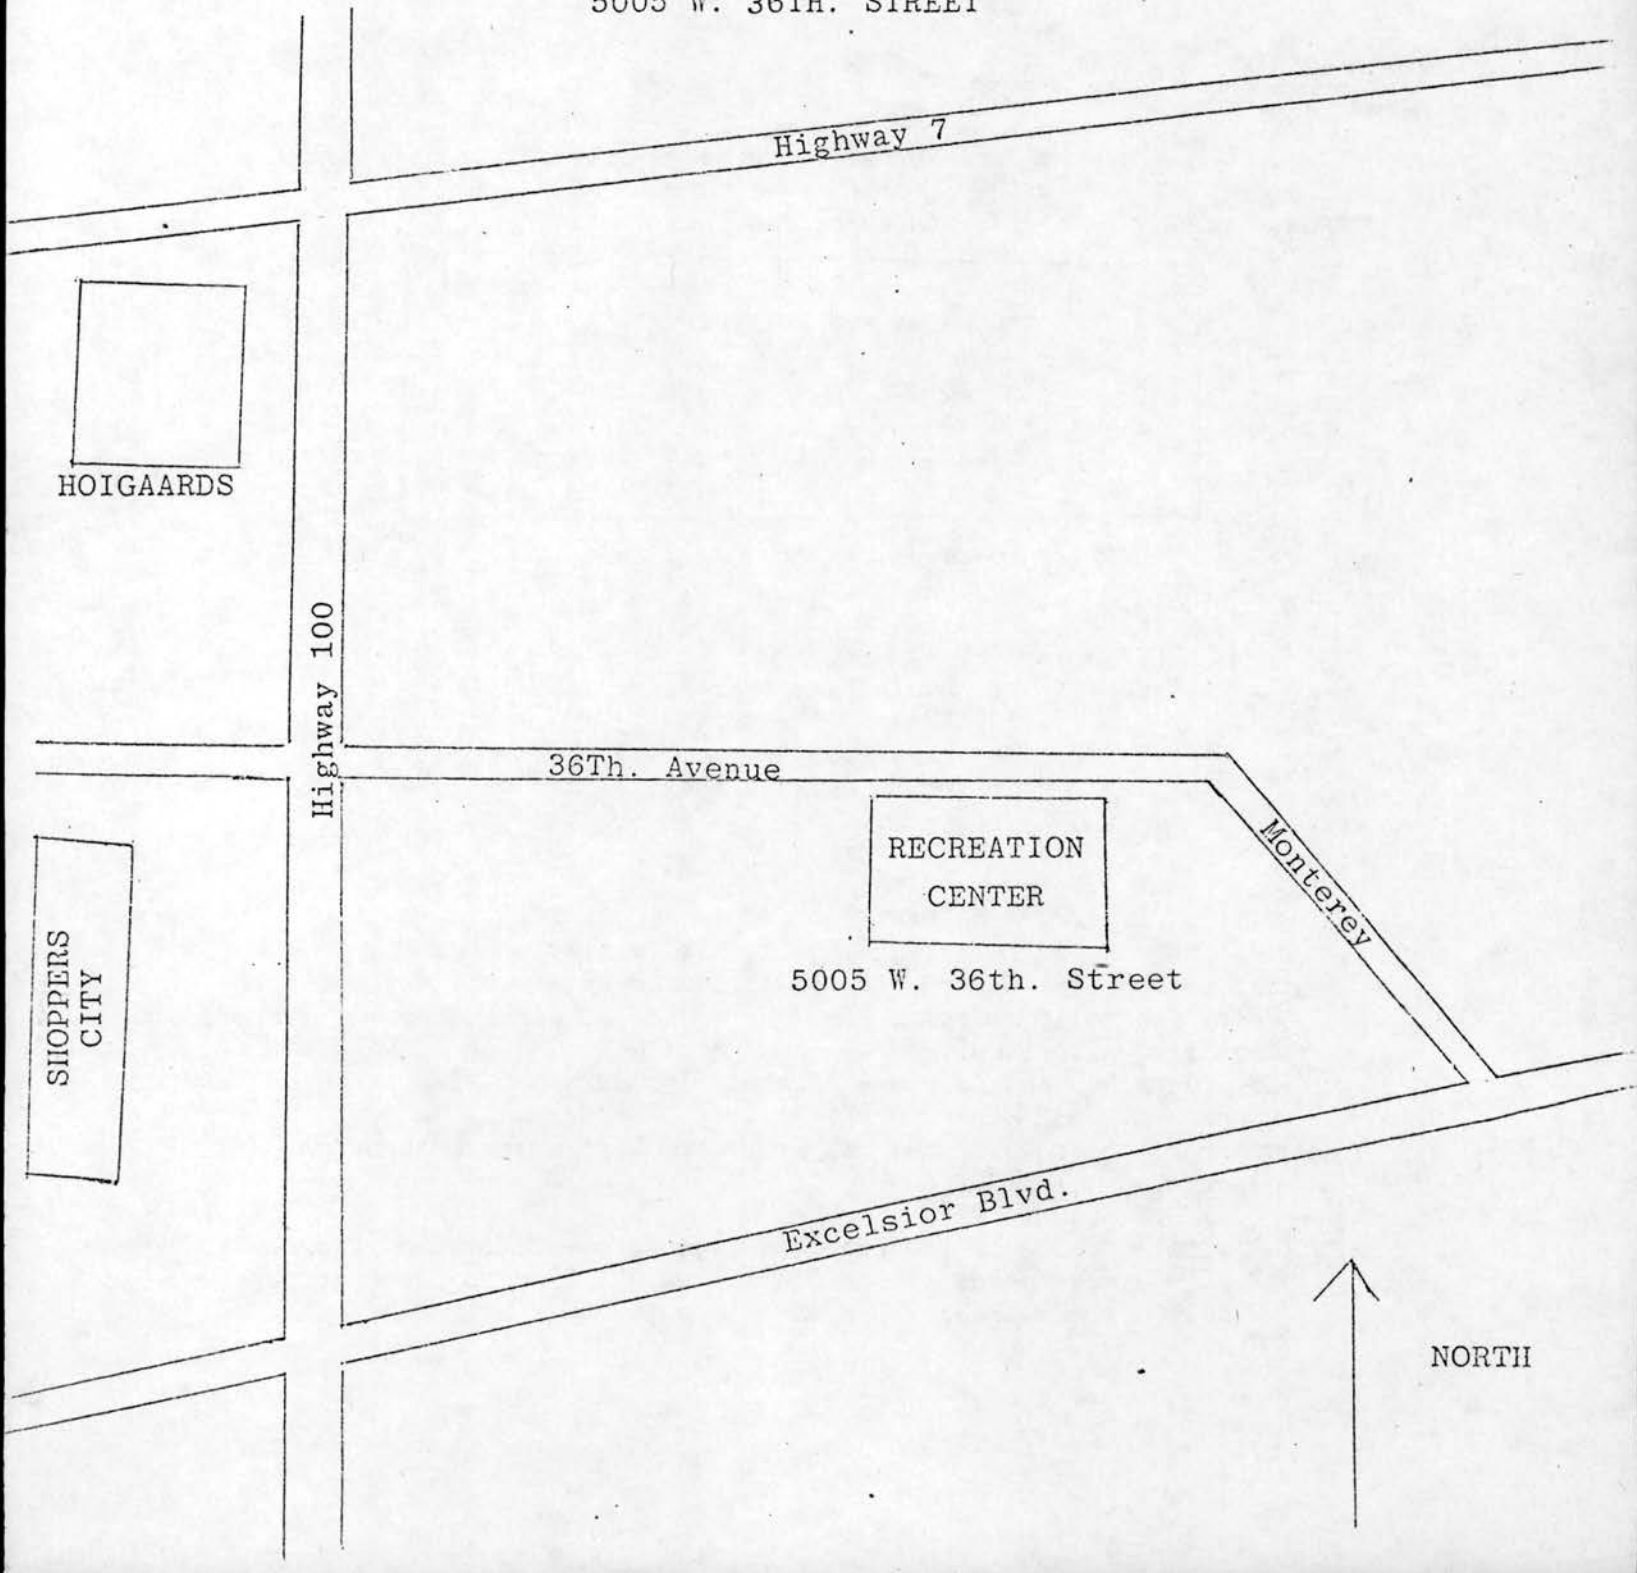 5005 W. 36TH. STREET
Highway 7
HOIGAARDS
Highway 100
36Th. Avenue
RECREATION
CENTER
Monterey
SHOPPERS
CITY
5005 W. 36th. Street
Excelsior Blvd.
NORTH